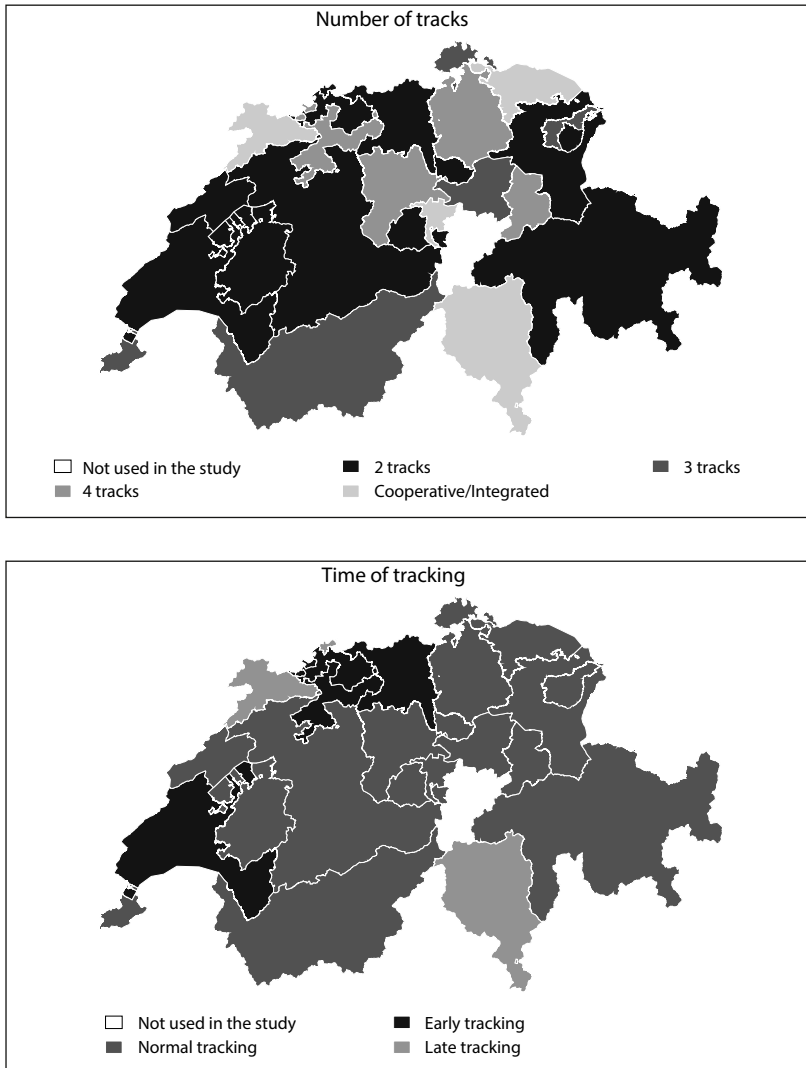 Number of tracks
Not used in the study
2 tracks
3 tracks
4 tracks
Cooperative/Integrated
Time of tracking
Not used in the study
Early tracking
Normal tracking
Late tracking